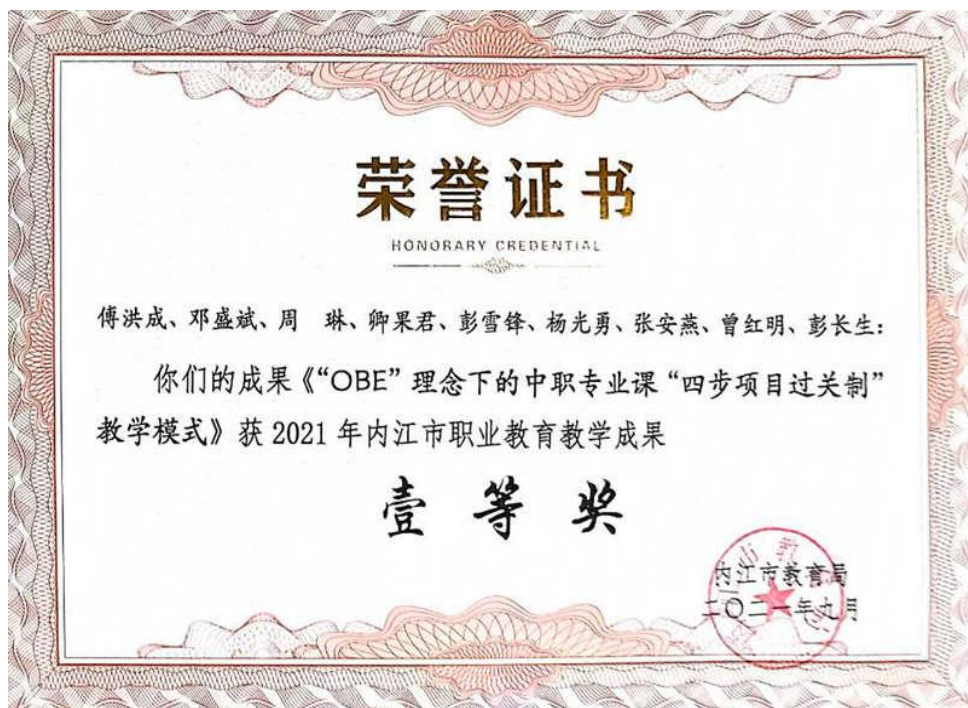 荣誉证书
HONORARY CREDENTIAL
傅洪成、邓盛斌、周　琳、卿果君、彭雪锋、杨光勇、张安燕、曾红明、彭长生：
你们的成果《“OBE”理念下的中职专业课“四步项目过关制”
教学模式》获 2021 年内江市职业教育教学成果
壹等奖
内江市教育局
二〇二一年九月